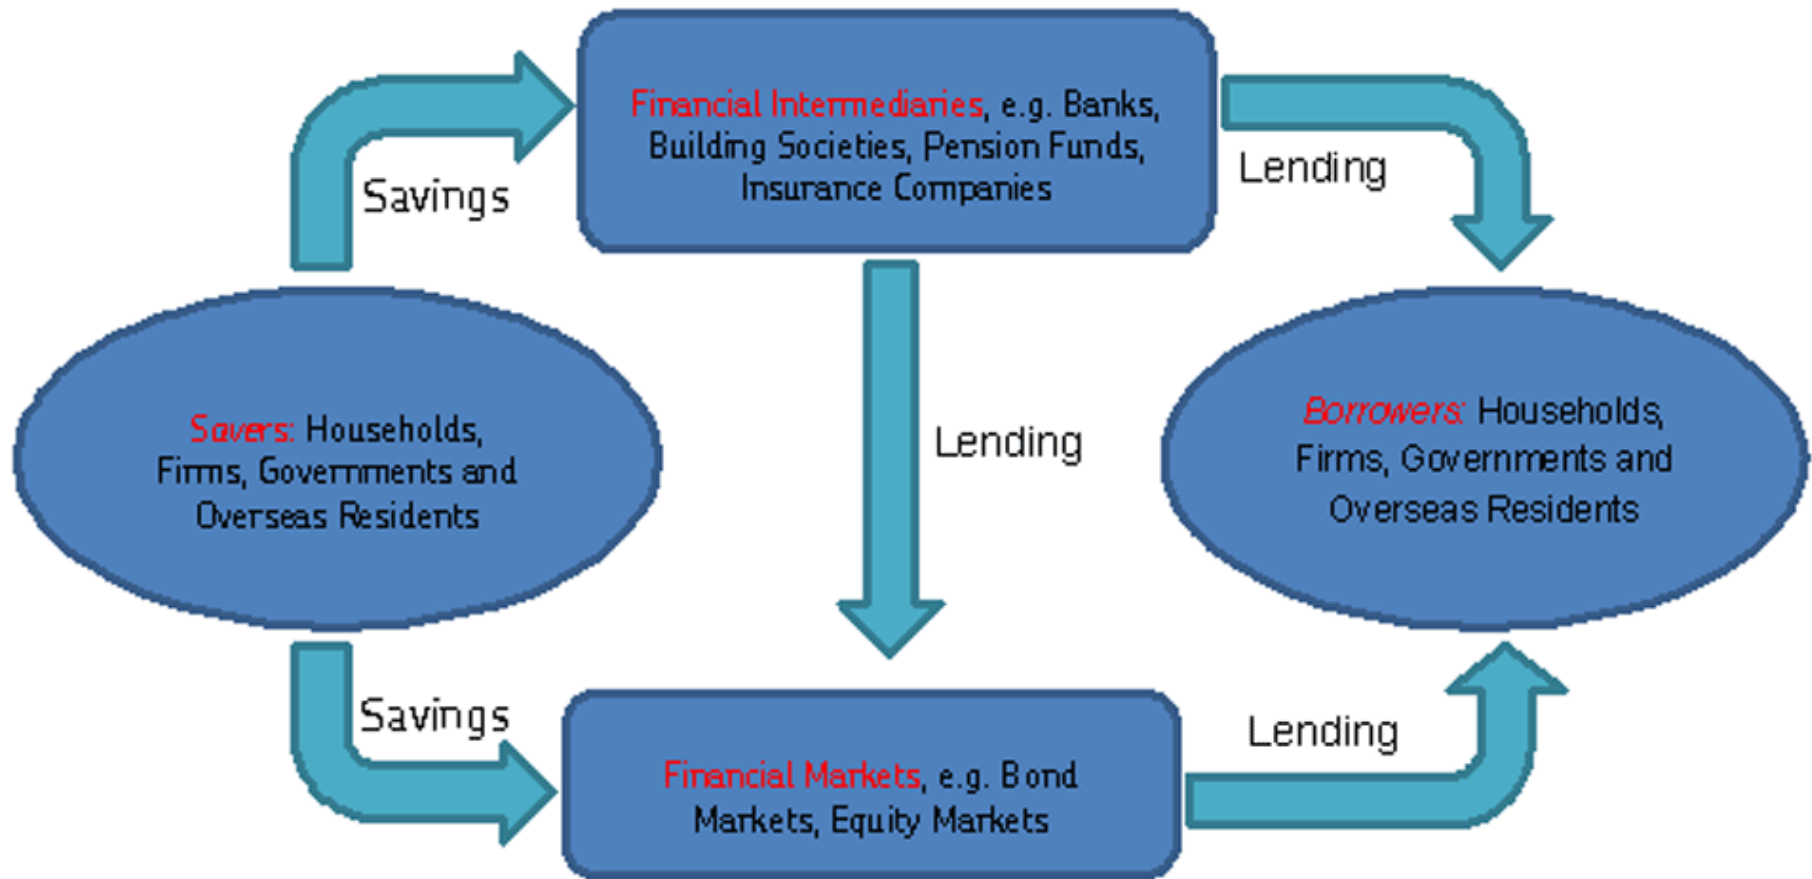 Financial Intermediaries, e.g. Banks,
Building Societies, Pension Funds,
Insurance Companies
Savings
Lending
Savers: Households,
Firms, Governments and
Overseas Residents
Lending
Borrowers: Households,
Firms, Governments and
Overseas Residents
Savings
Lending
Financial Markets, e.g. Bond
Markets, Equity Markets